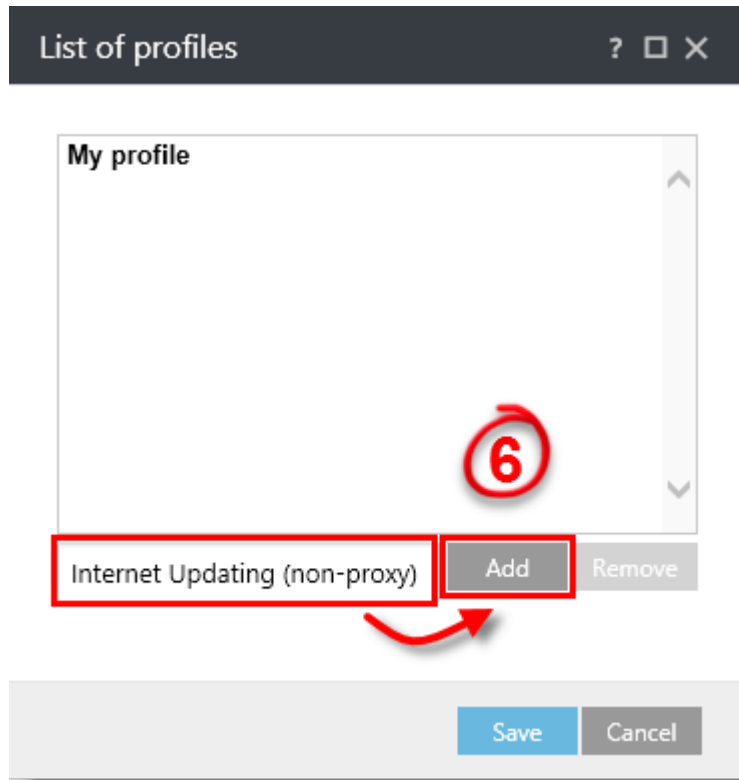 List of profiles ?
My profile
6
Internet Updating (non-proxy) Add Remove
Save Cancel